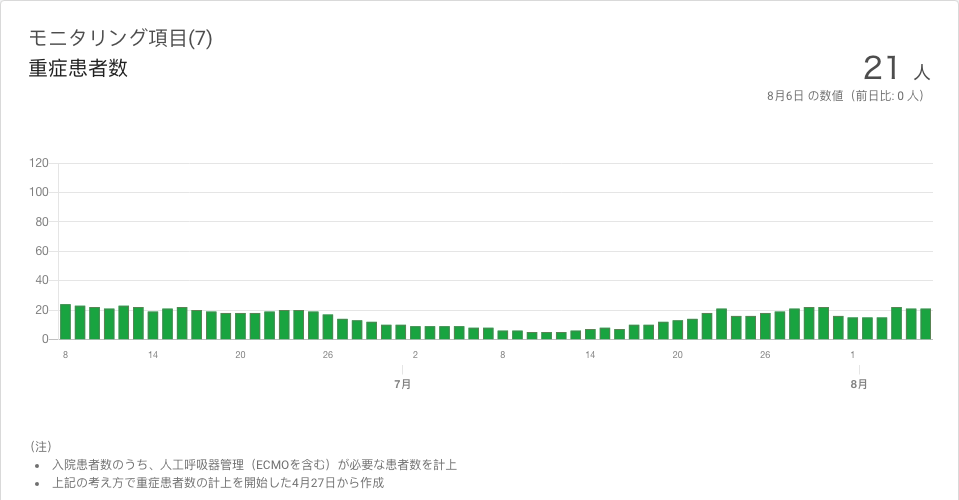 モニタリング項目(7)
重症患者数
21 人
8月6日 の数値（前日比: 0 人）
120
100
80
60
40
20
0
8 14 20 26 2 8 14 20 26 1
7月 8月
（注）
• 入院患者数のうち、人工呼吸器管理（ECMOを含む）が必要な患者数を計上
• 上記の考え方で重症患者数の計上を開始した4月27日から作成